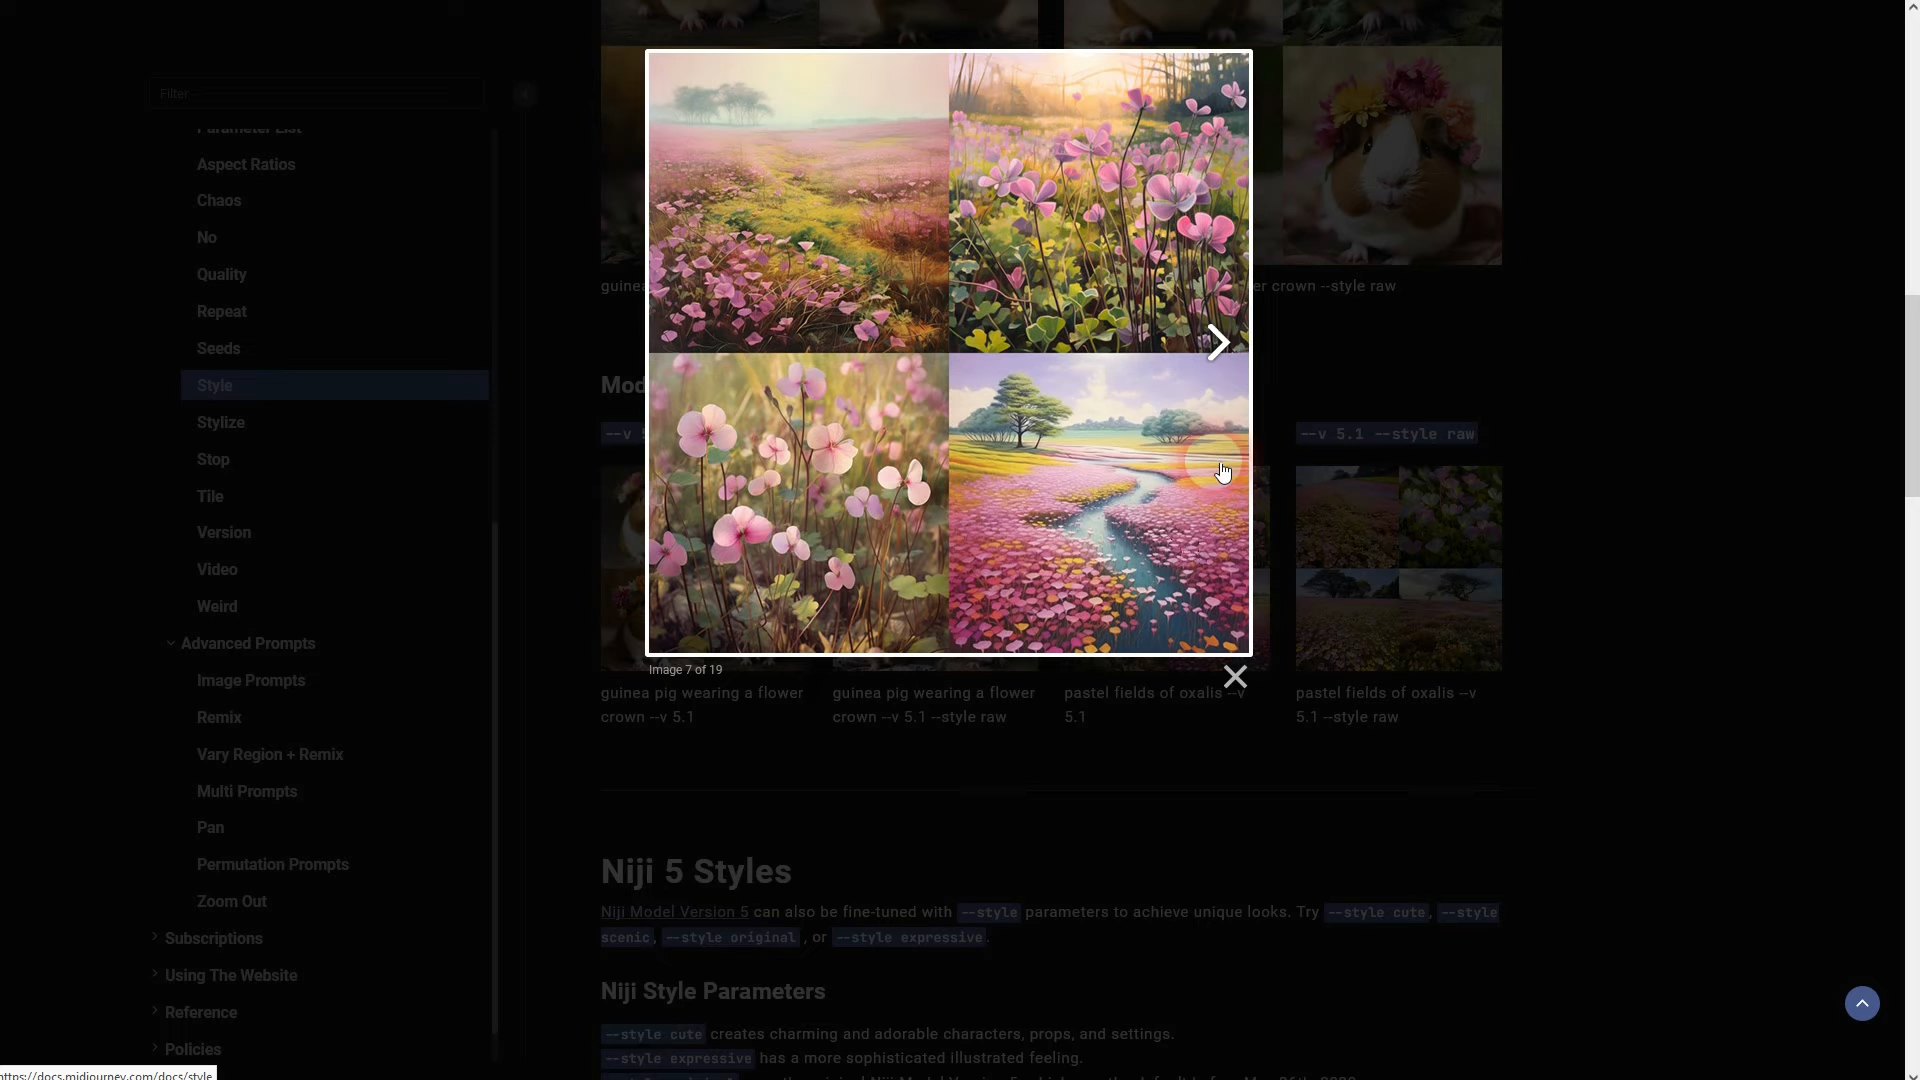 Filter
Parameter List
Aspect Ratios
Chaos
No
Quality
Repeat
Seeds
Style
Stylize
Stop
Tile
Version
Video
Weird
Advanced Prompts
Image Prompts
Remix
Vary Region + Remix
Multi Prompts
Pan
Permutation Prompts
Zoom Out
Subscriptions
Using The Website
Reference
Policies
https://docs.midjourney.com/docs/style
guinea
er crown --style raw
Mod
--v 5
--v 5.1 --style raw
Image 7 of 19
guinea pig wearing a flower
crown --v 5.1
guinea pig wearing a flower
crown --v 5.1 --style raw
pastel fields of oxalis --v
5.1
pastel fields of oxalis --v
5.1 --style raw
Niji 5 Styles
Niji Model Version 5 can also be fine-tuned with --style parameters to achieve unique looks. Try --style cute, --style
scenic, --style original , or --style expressive.
Niji Style Parameters
--style cute creates charming and adorable characters, props, and settings.
--style expressive has a more sophisticated illustrated feeling.